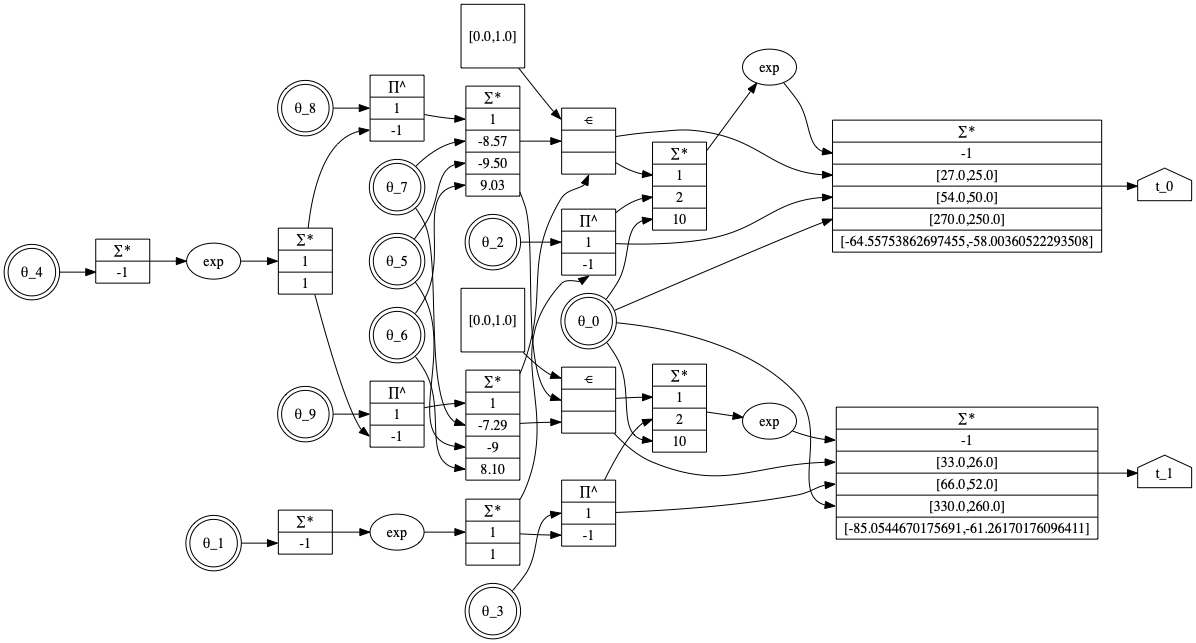 θ_4
Σ*
-1
exp
Σ*
1
1
θ_8
Π^
1
-1
θ_7
θ_5
θ_6
θ_9
Π^
1
-1
θ_1
Σ*
-1
exp
[0.0,1.0]
Σ*
1
-8.57
-9.50
9.03
θ_2
[0.0,1.0]
Σ*
1
-7.29
-9
8.10
Σ*
1
1
θ_3
∈
Π^
1
-1
θ_0
∈
Π^
1
-1
Σ*
1
2
10
exp
Σ*
1
2
10
exp
Σ*
-1
[27.0,25.0]
[54.0,50.0]
[270.0,250.0]
[-64.55753862697455,-58.00360522293508]
t_0
Σ*
-1
[33.0,26.0]
[66.0,52.0]
[330.0,260.0]
[-85.0544670175691,-61.26170176096411]
t_1